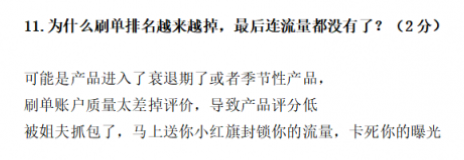 11.为什么刷单排名越来越掉，最后连流量都没有了？（2 分）
可能是产品进入了衰退期了或者季节性产品，
刷单账户质量太差掉评价，导致产品评分低
被姐夫抓包了，马上送你小红旗封锁你的流量，卡死你的曝光